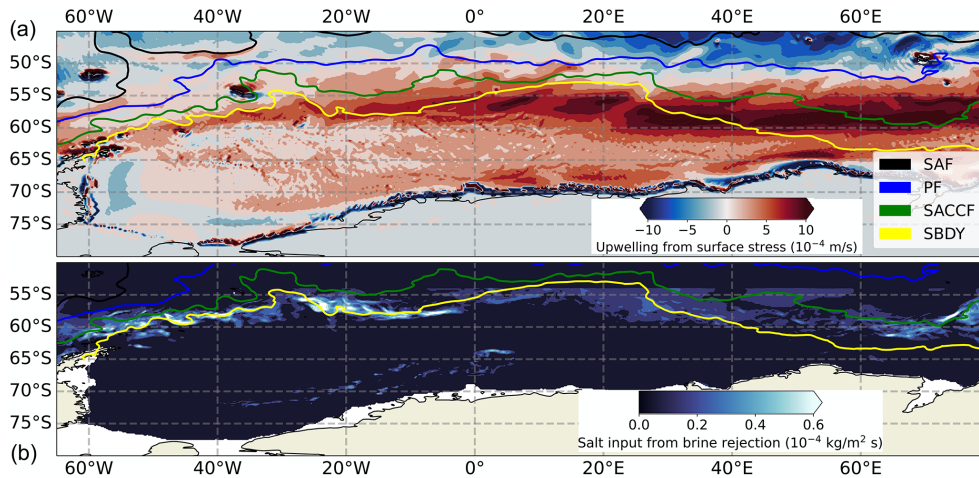 (a)
60°W 40°W 20°W 0° 20°E 40°E 60°E
50°S
55°S
60°S
65°S
70°S
75°S
SAF
PF
SACCF
SBDY
−10 −5 0 5 10
Upwelling from surface stress (10⁻⁴ m/s)
55°S
60°S
65°S
70°S
75°S
0.0 0.2 0.4 0.6
Salt input from brine rejection (10⁻⁴ kg/m² s)
(b)
60°W 40°W 20°W 0° 20°E 40°E 60°E